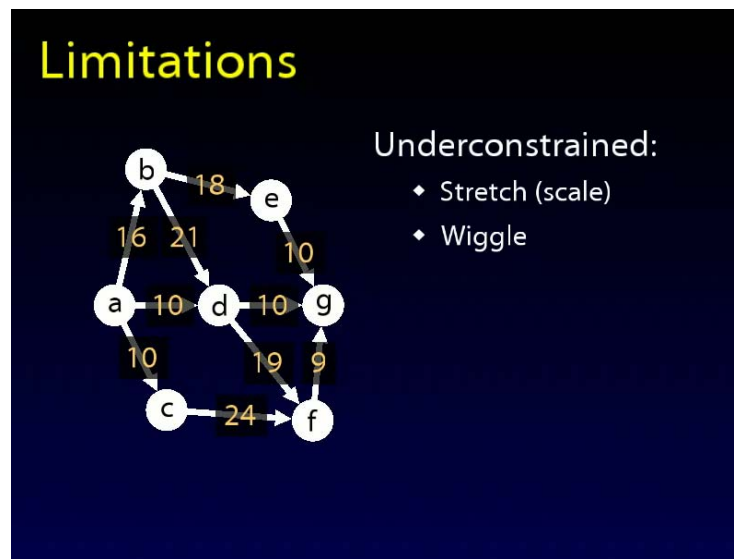 Limitations
Underconstrained:
Stretch (scale)
Wiggle
b
18
e
16
21
10
a
10
d
10
g
10
19
9
c
24
f